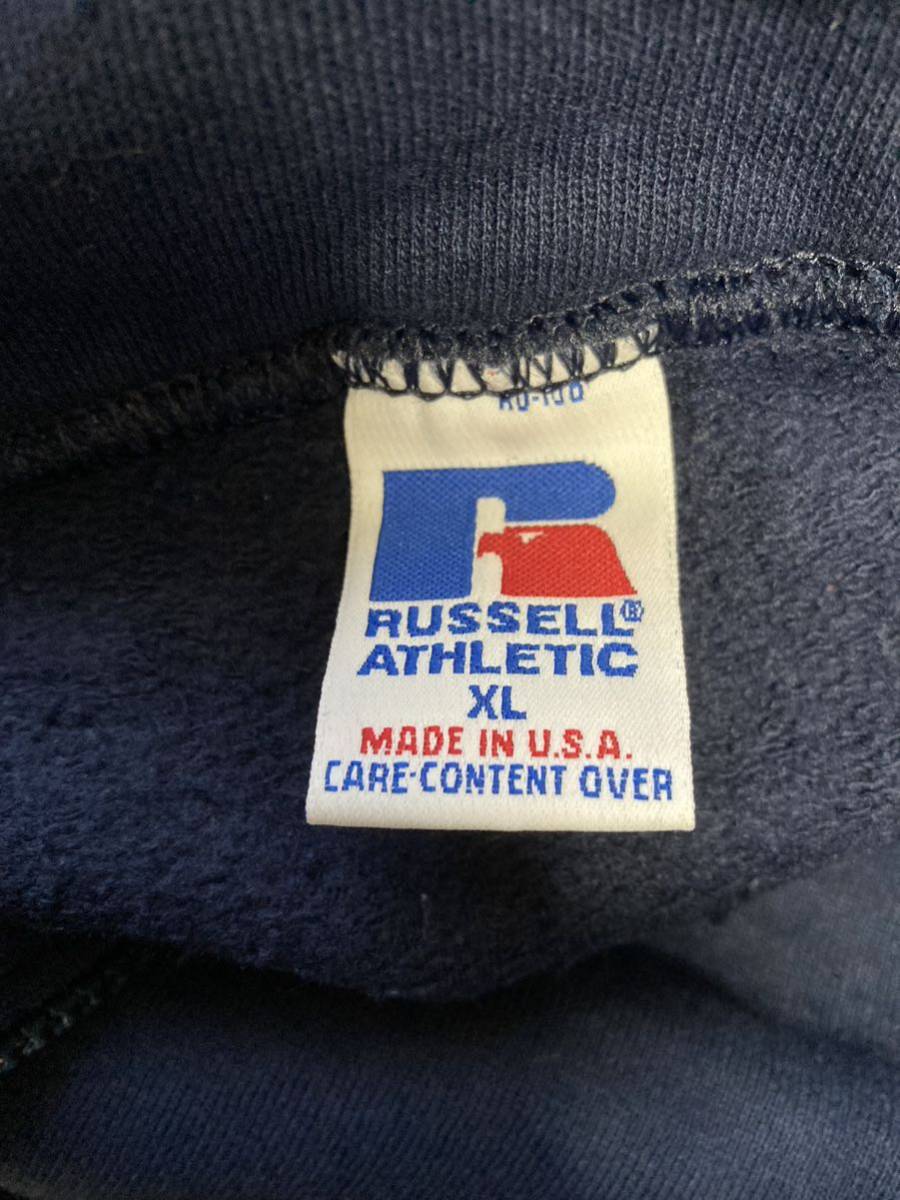 RUSSELL®
ATHLETIC
XL
MADE IN U.S.A.
CARE-CONTENT OVER